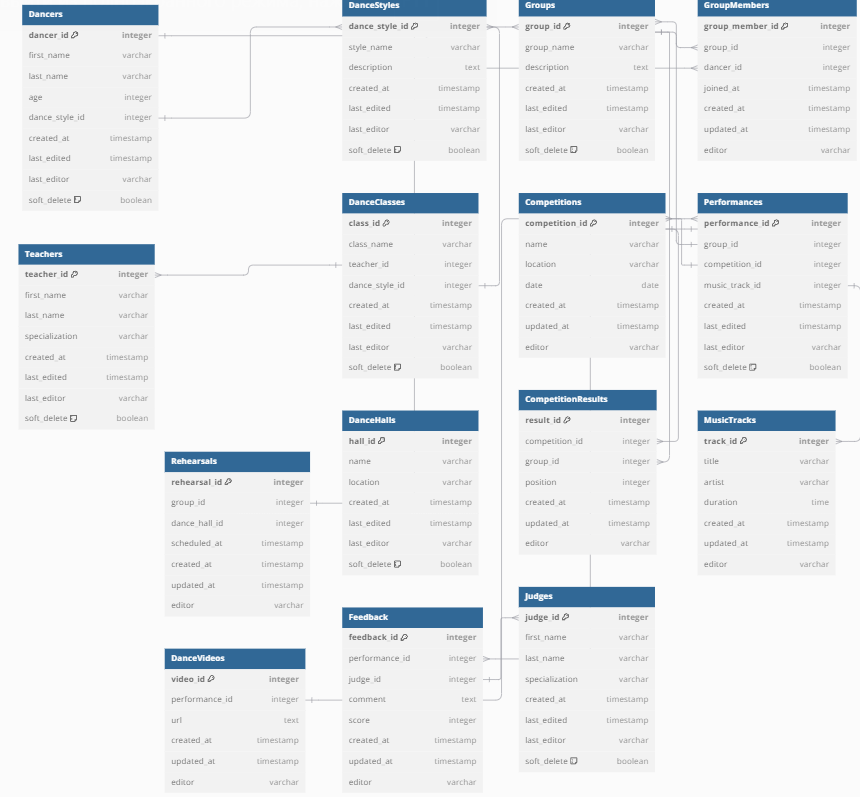 Dancers
dancer_id integer
first_name varchar
last_name varchar
age integer
dance_style_id integer
created_at timestamp
last_edited timestamp
last_editor varchar
soft_delete boolean
DanceStyles
dance_style_id integer
style_name varchar
description text
created_at timestamp
last_edited timestamp
last_editor varchar
soft_delete boolean
Groups
group_id integer
group_name varchar
description text
created_at timestamp
last_edited timestamp
last_editor varchar
soft_delete boolean
GroupMembers
group_member_id integer
group_id integer
dancer_id integer
joined_at timestamp
created_at timestamp
updated_at timestamp
editor varchar
Teachers
teacher_id integer
first_name varchar
last_name varchar
specialization varchar
created_at timestamp
last_edited timestamp
last_editor varchar
soft_delete boolean
DanceClasses
class_id integer
class_name varchar
teacher_id integer
dance_style_id integer
created_at timestamp
last_edited timestamp
last_editor varchar
soft_delete boolean
Competitions
competition_id integer
name varchar
location varchar
date date
created_at timestamp
updated_at timestamp
editor varchar
Performances
performance_id integer
group_id integer
competition_id integer
music_track_id integer
created_at timestamp
last_edited timestamp
last_editor varchar
soft_delete boolean
Rehearsals
rehearsal_id integer
group_id integer
dance_hall_id integer
scheduled_at timestamp
created_at timestamp
updated_at timestamp
editor varchar
DanceHalls
hall_id integer
name varchar
location varchar
created_at timestamp
last_edited timestamp
last_editor varchar
soft_delete boolean
CompetitionResults
result_id integer
competition_id integer
group_id integer
position integer
created_at timestamp
updated_at timestamp
editor varchar
MusicTracks
track_id integer
title varchar
artist varchar
duration time
created_at timestamp
updated_at timestamp
editor varchar
DanceVideos
video_id integer
performance_id integer
url text
created_at timestamp
updated_at timestamp
editor varchar
Feedback
feedback_id integer
performance_id integer
judge_id integer
comment text
score integer
created_at timestamp
updated_at timestamp
editor varchar
Judges
judge_id integer
first_name varchar
last_name varchar
specialization varchar
created_at timestamp
last_edited timestamp
last_editor varchar
soft_delete boolean